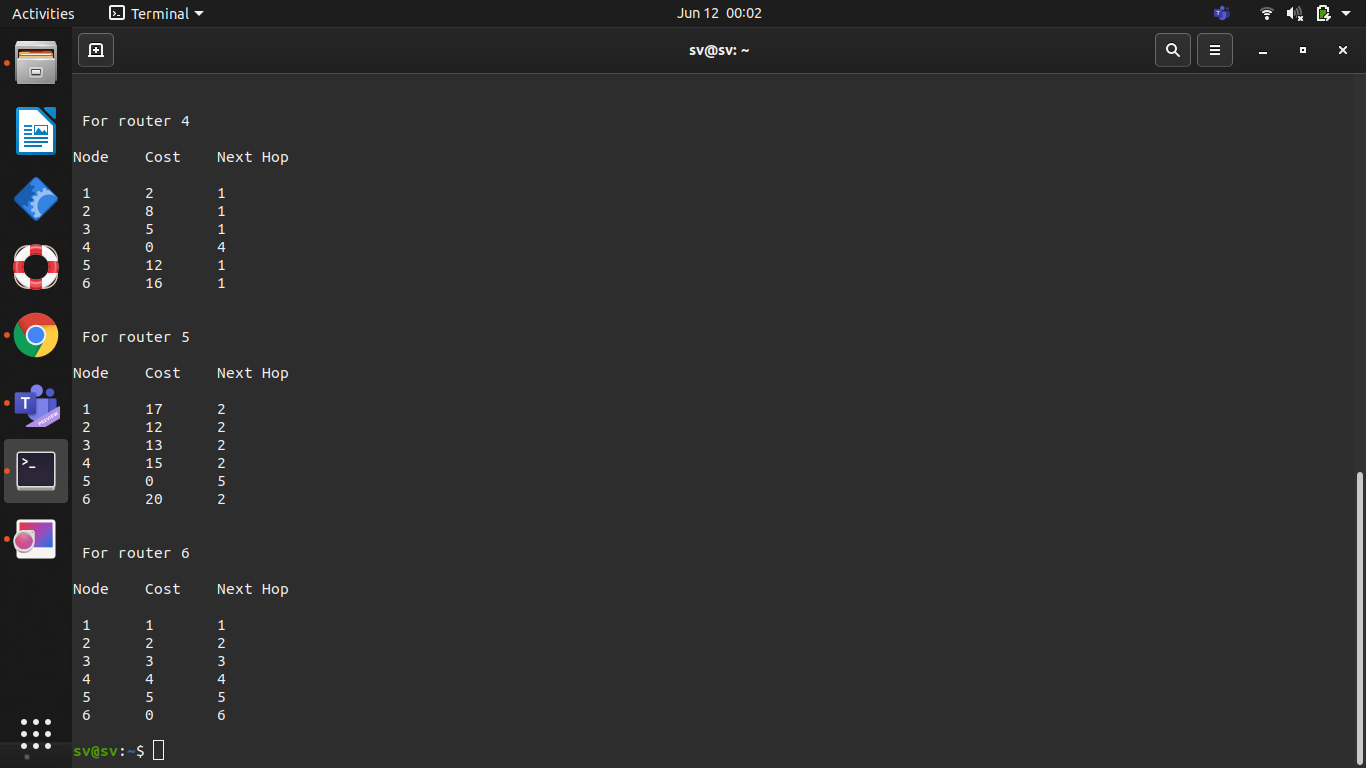 Activities Terminal Jun 12 00:02
sv@sv: ~
For router 4
Node Cost Next Hop
1 2 1
2 8 1
3 5 1
4 0 4
5 12 1
6 16 1
For router 5
Node Cost Next Hop
1 17 2
2 12 2
3 13 2
4 15 2
5 0 5
6 20 2
For router 6
Node Cost Next Hop
1 1 1
2 2 2
3 3 3
4 4 4
5 5 5
6 0 6
sv@sv:~$